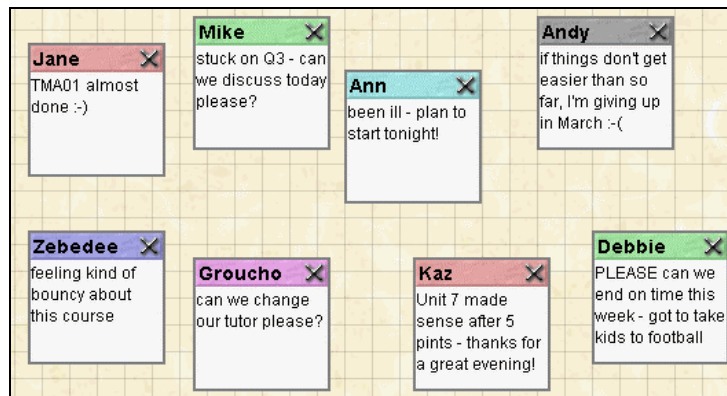 Jane
TMA01 almost
done :-)
Mike
stuck on Q3 - can
we discuss today
please?
Ann
been ill - plan to
start tonight!
Andy
if things don't get
easier than so
far, I'm giving up
in March :-(
Zebedee
feeling kind of
bouncy about
this course
Groucho
can we change
our tutor please?
Kaz
Unit 7 made
sense after 5
pints - thanks for
a great evening!
Debbie
PLEASE can we
end on time this
week - got to take
kids to football